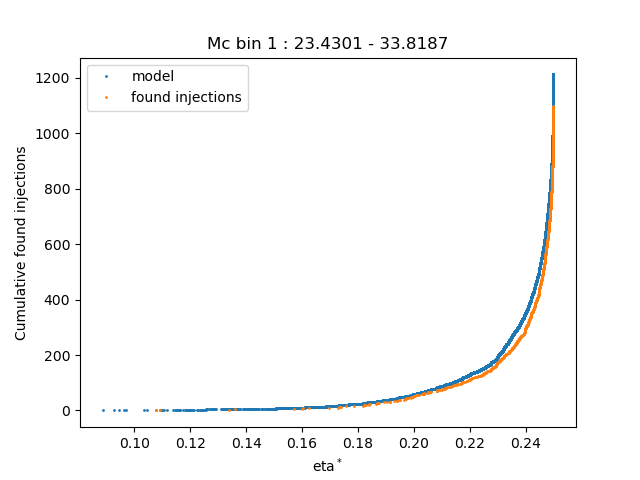 Mc bin 1 : 23.4301 - 33.8187
model
found injections
Cumulative found injections
1200
1000
800
600
400
200
0
0.10 0.12 0.14 0.16 0.18 0.20 0.22 0.24
eta*